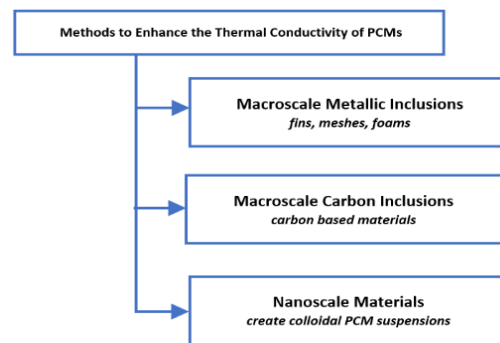 Methods to Enhance the Thermal Conductivity of PCMs
Macroscale Metallic Inclusions
fins, meshes, foams
Macroscale Carbon Inclusions
carbon based materials
Nanoscale Materials
create colloidal PCM suspensions